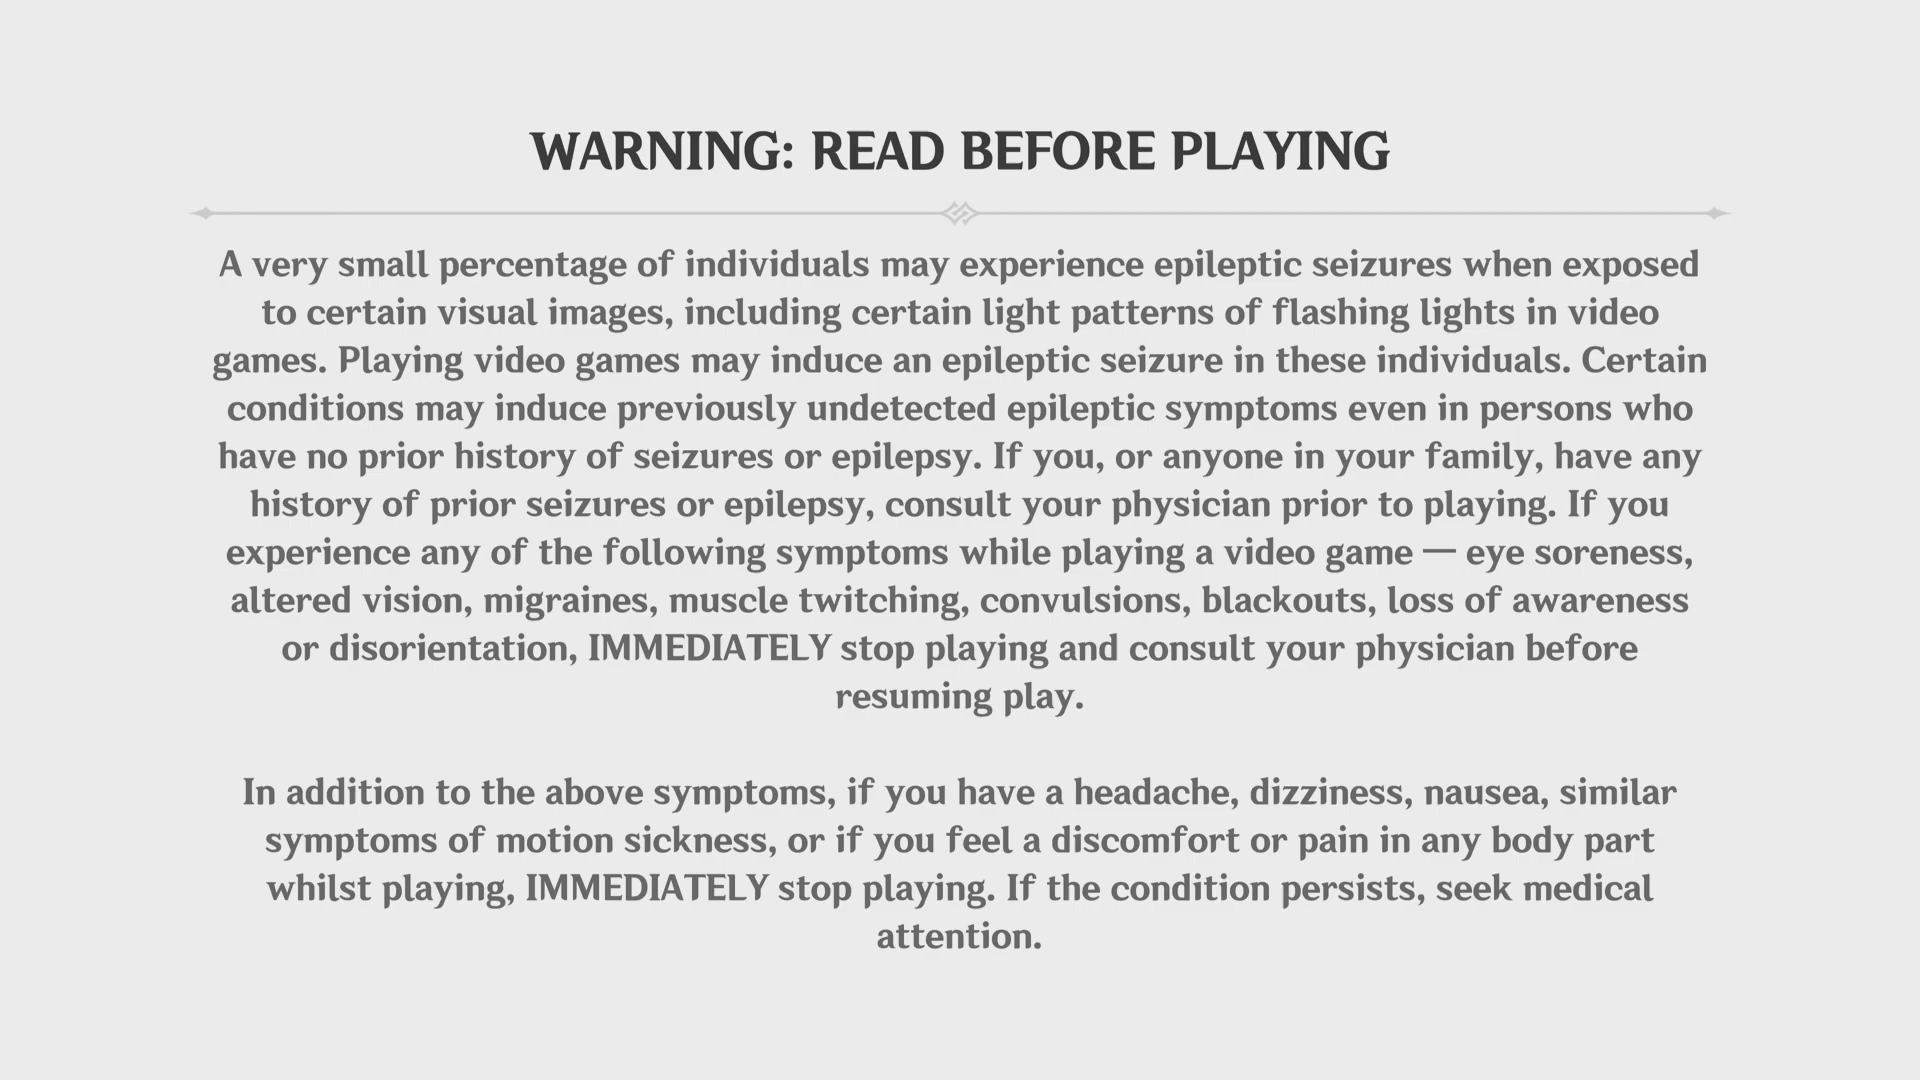 WARNING: READ BEFORE PLAYING
A very small percentage of individuals may experience epileptic seizures when exposed
to certain visual images, including certain light patterns of flashing lights in video
games. Playing video games may induce an epileptic seizure in these individuals. Certain
conditions may induce previously undetected epileptic symptoms even in persons who
have no prior history of seizures or epilepsy. If you, or anyone in your family, have any
history of prior seizures or epilepsy, consult your physician prior to playing. If you
experience any of the following symptoms while playing a video game — eye soreness,
altered vision, migraines, muscle twitching, convulsions, blackouts, loss of awareness
or disorientation, IMMEDIATELY stop playing and consult your physician before
resuming play.
In addition to the above symptoms, if you have a headache, dizziness, nausea, similar
symptoms of motion sickness, or if you feel a discomfort or pain in any body part
whilst playing, IMMEDIATELY stop playing. If the condition persists, seek medical
attention.